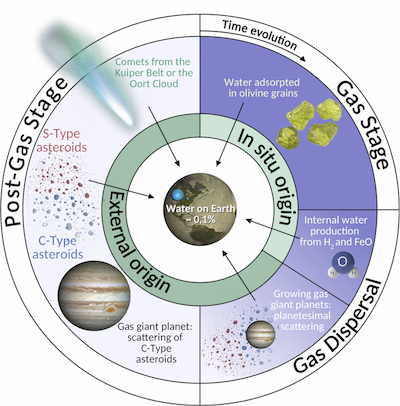 Time evolution
Gas Stage
Post-Gas Stage
Gas Dispersal
Comets from the
Kuiper Belt or the
Oort Cloud
Water adsorpted
in olivine grains
S-Type
asteroids
C-Type
asteroids
In situ origin
External origin
Water on Earth
~ 0,1%
Internal water
production
from H2 and FeO
O
H H
Growing gas
giant planets:
planetesimal
scattering
Gas giant planet:
scattering of
C-Type
asteroids